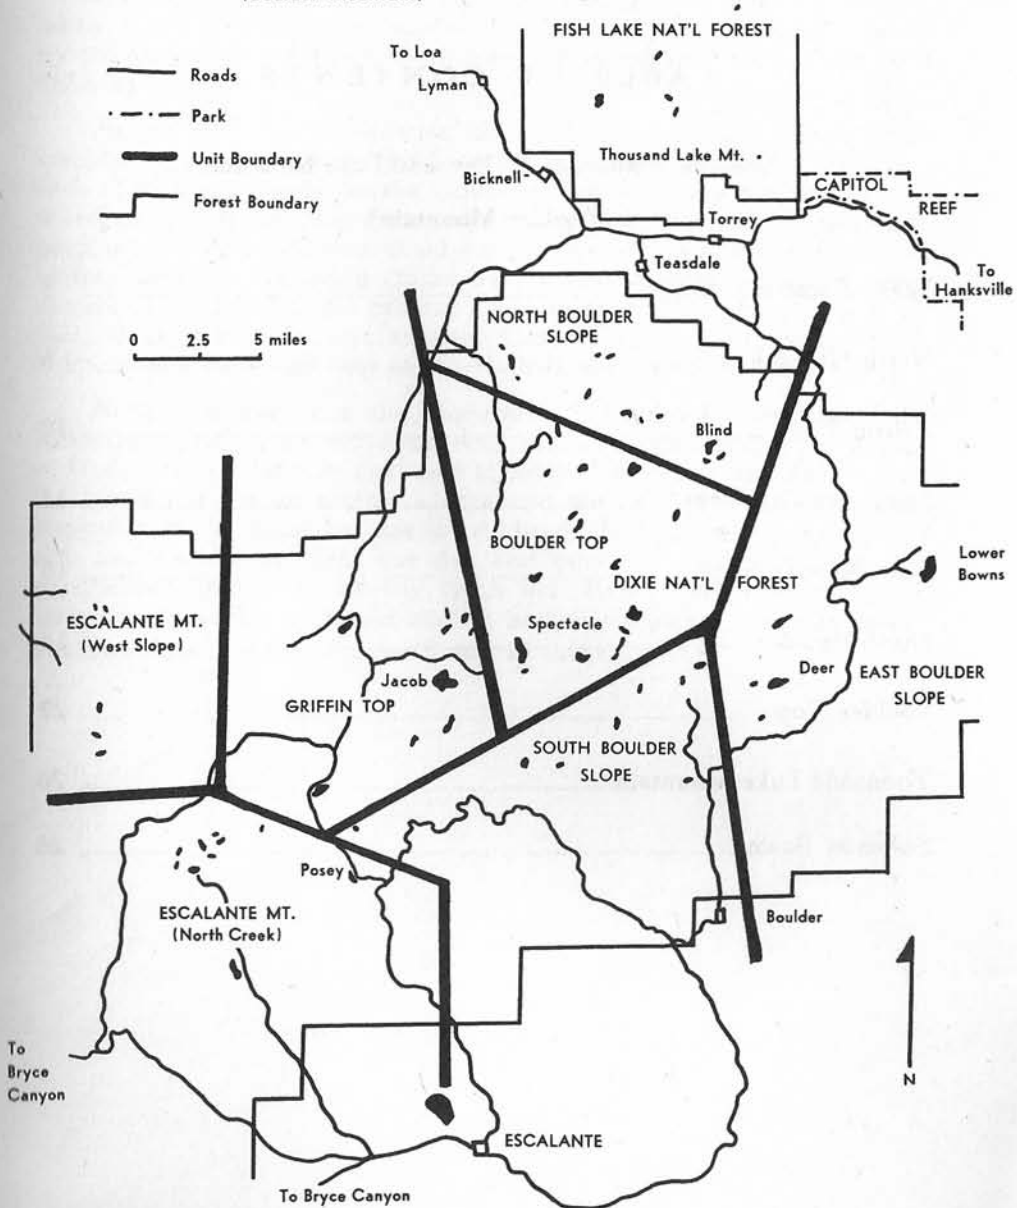 FISH LAKE NAT'L FOREST
To Loa
Lyman
Roads
Park
Unit Boundary
Forest Boundary
Thousand Lake Mt.
Bicknell
CAPITOL
REEF
Torrey
Teasdale
To
Hanksville
0 2.5 5 miles
NORTH BOULDER
SLOPE
Blind
BOULDER TOP
DIXIE NAT'L FOREST
Lower
Bowns
ESCALANTE MT.
(West Slope)
Spectacle
Jacob
Deer
EAST BOULDER
SLOPE
GRIFFIN TOP
SOUTH BOULDER
SLOPE
Posey
ESCALANTE MT.
(North Creek)
Boulder
To
Bryce
Canyon
N
ESCALANTE
To Bryce Canyon